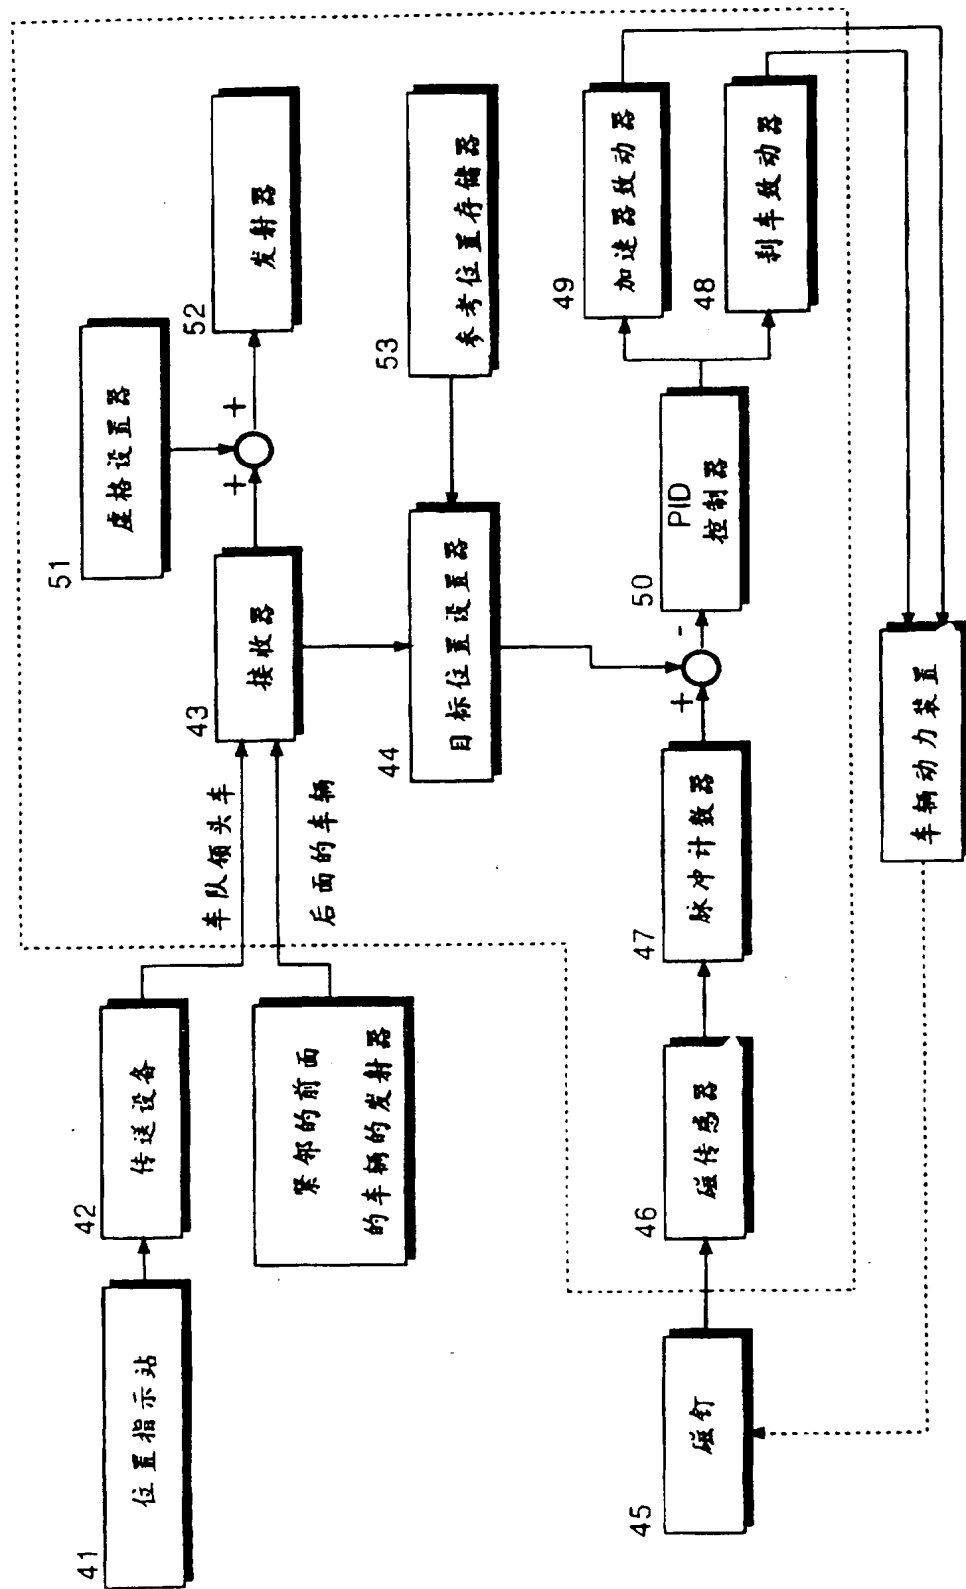 41
位置指示站
42
传送设备
紧邻的前面
的车辆的发射器
车队领头车
后面的车辆
43
接收器
51
虚格设置器
+
+
52
发射器
44
目标位置设置器
53
参考位置存储器
45
磁钉
46
磁传感器
47
脉冲计数器
+
-
50
PID
控制器
49
加速器致动器
48
刹车致动器
车辆动力装置